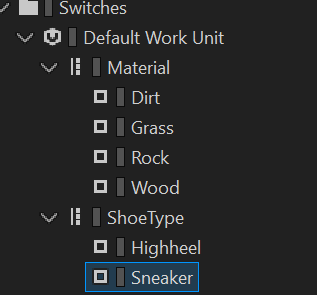 Switches
Default Work Unit
Material
Dirt
Grass
Rock
Wood
ShoeType
Highheel
Sneaker